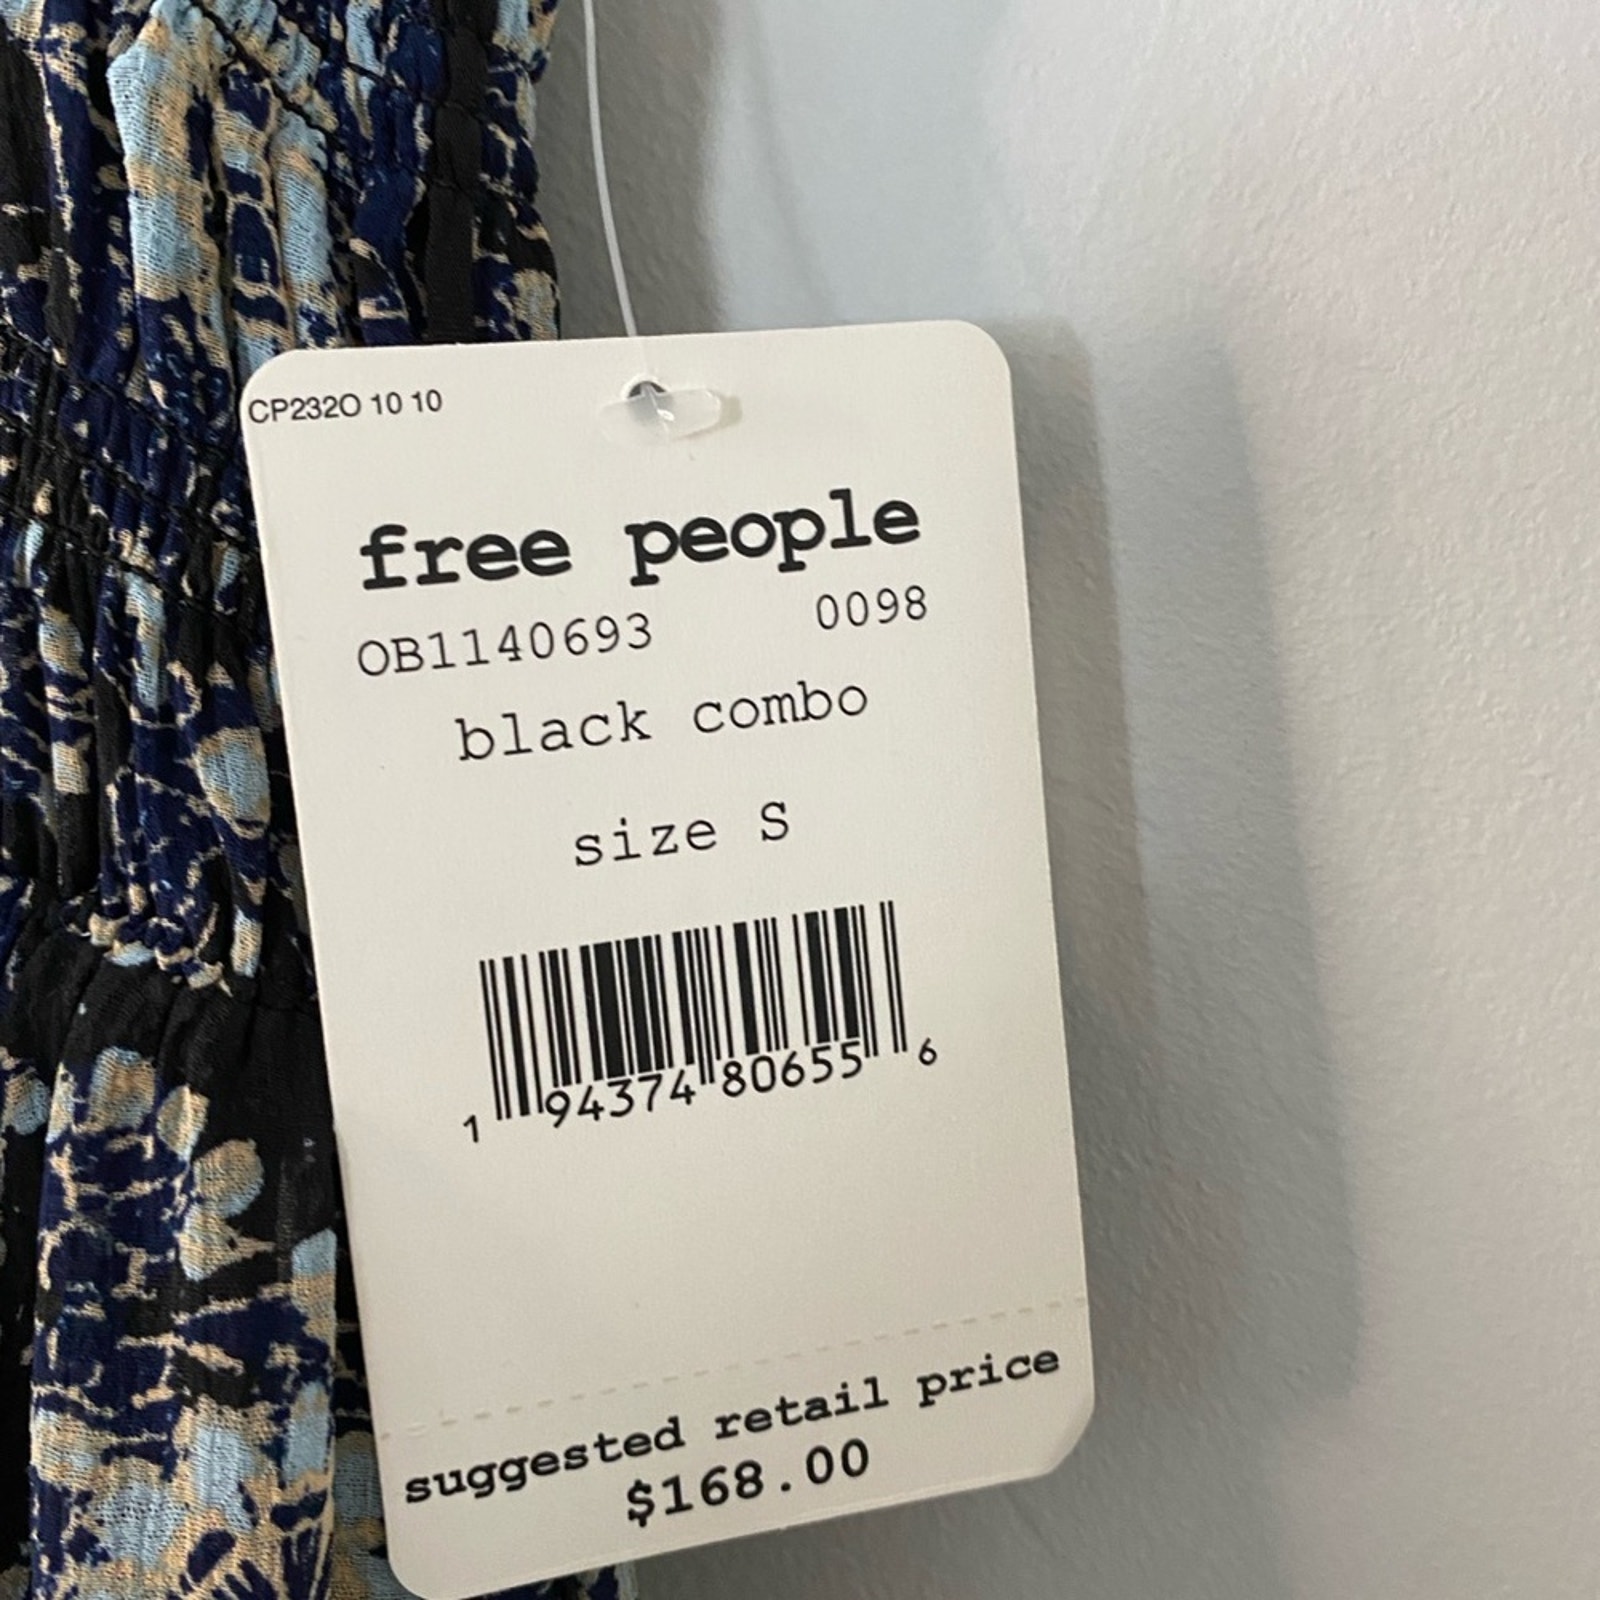 CP232O 10 10
free people
OB1140693 0098
black combo
size S
1 94374 80655 6
suggested retail price
$168.00